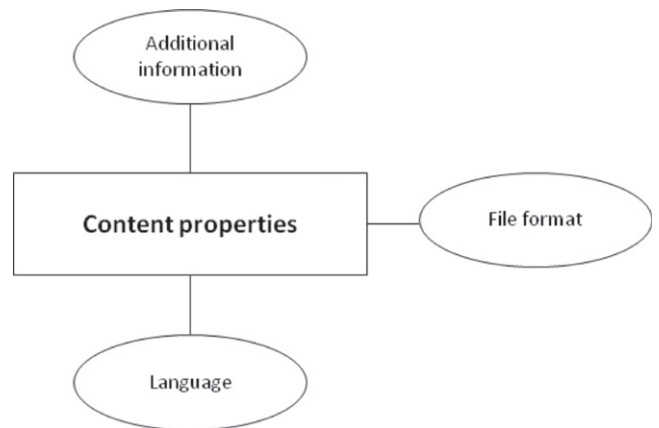 Additional
information
Content properties
File format
Language